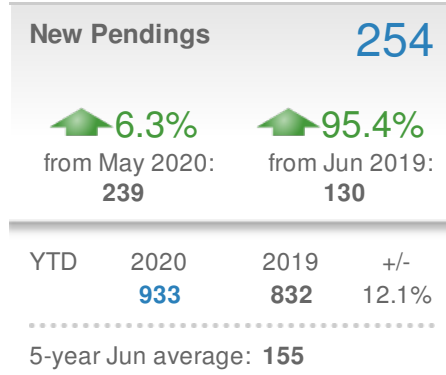 New Pendings 254
6.3% 95.4%
from May 2020: from Jun 2019:
239 130
YTD 2020 2019 +/-
933 832 12.1%
5-year Jun average: 155